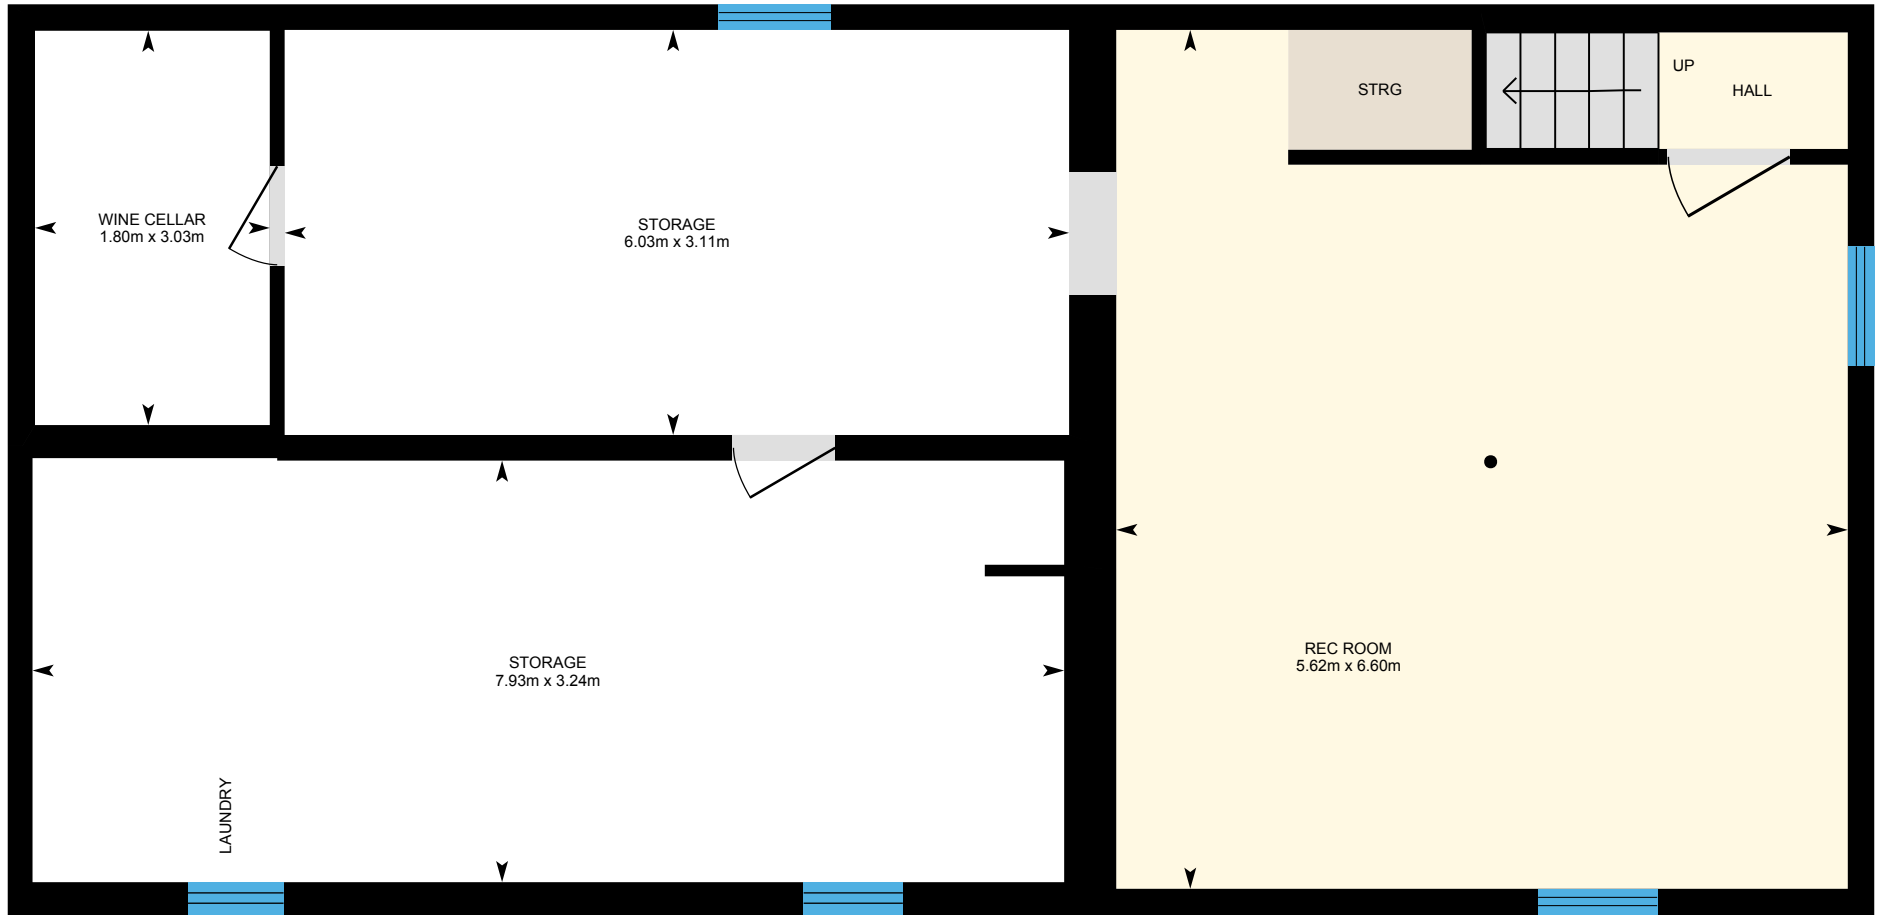 UP
STRG
HALL
WINE CELLAR
1.80m x 3.03m
STORAGE
6.03m x 3.11m
REC ROOM
5.62m x 6.60m
STORAGE
7.93m x 3.24m
LAUNDRY